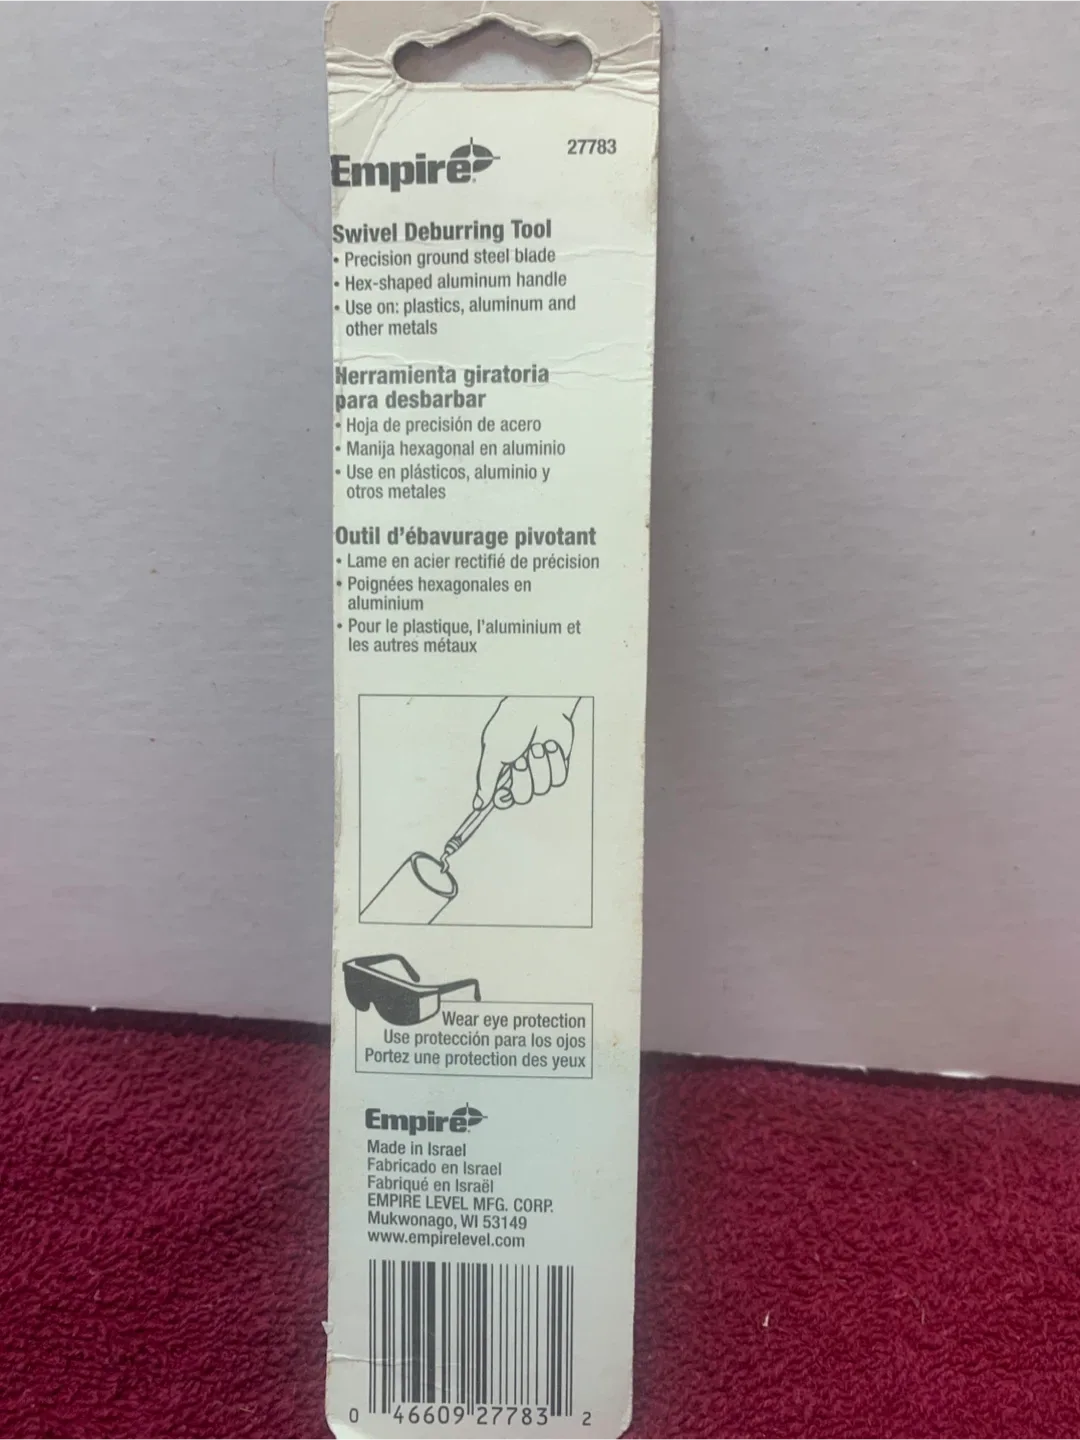 Empire
27783
Swivel Deburring Tool
• Precision ground steel blade
• Hex-shaped aluminum handle
• Use on: plastics, aluminum and
other metals
Herramienta giratoria
para desbarbar
• Hoja de precisión de acero
• Manija hexagonal en aluminio
• Use en plásticos, aluminio y
otros metales
Outil d'ébavurage pivotant
• Lame en acier rectifié de précision
• Poignées hexagonales en
aluminium
• Pour le plastique, l'aluminium et
les autres métaux
Wear eye protection
Use protección para los ojos
Portez une protection des yeux
Empire
Made in Israel
Fabricado en Israel
Fabriqué en Israël
EMPIRE LEVEL MFG. CORP.
Mukwonago, WI 53149
www.empirelevel.com
0 46609 27783 2